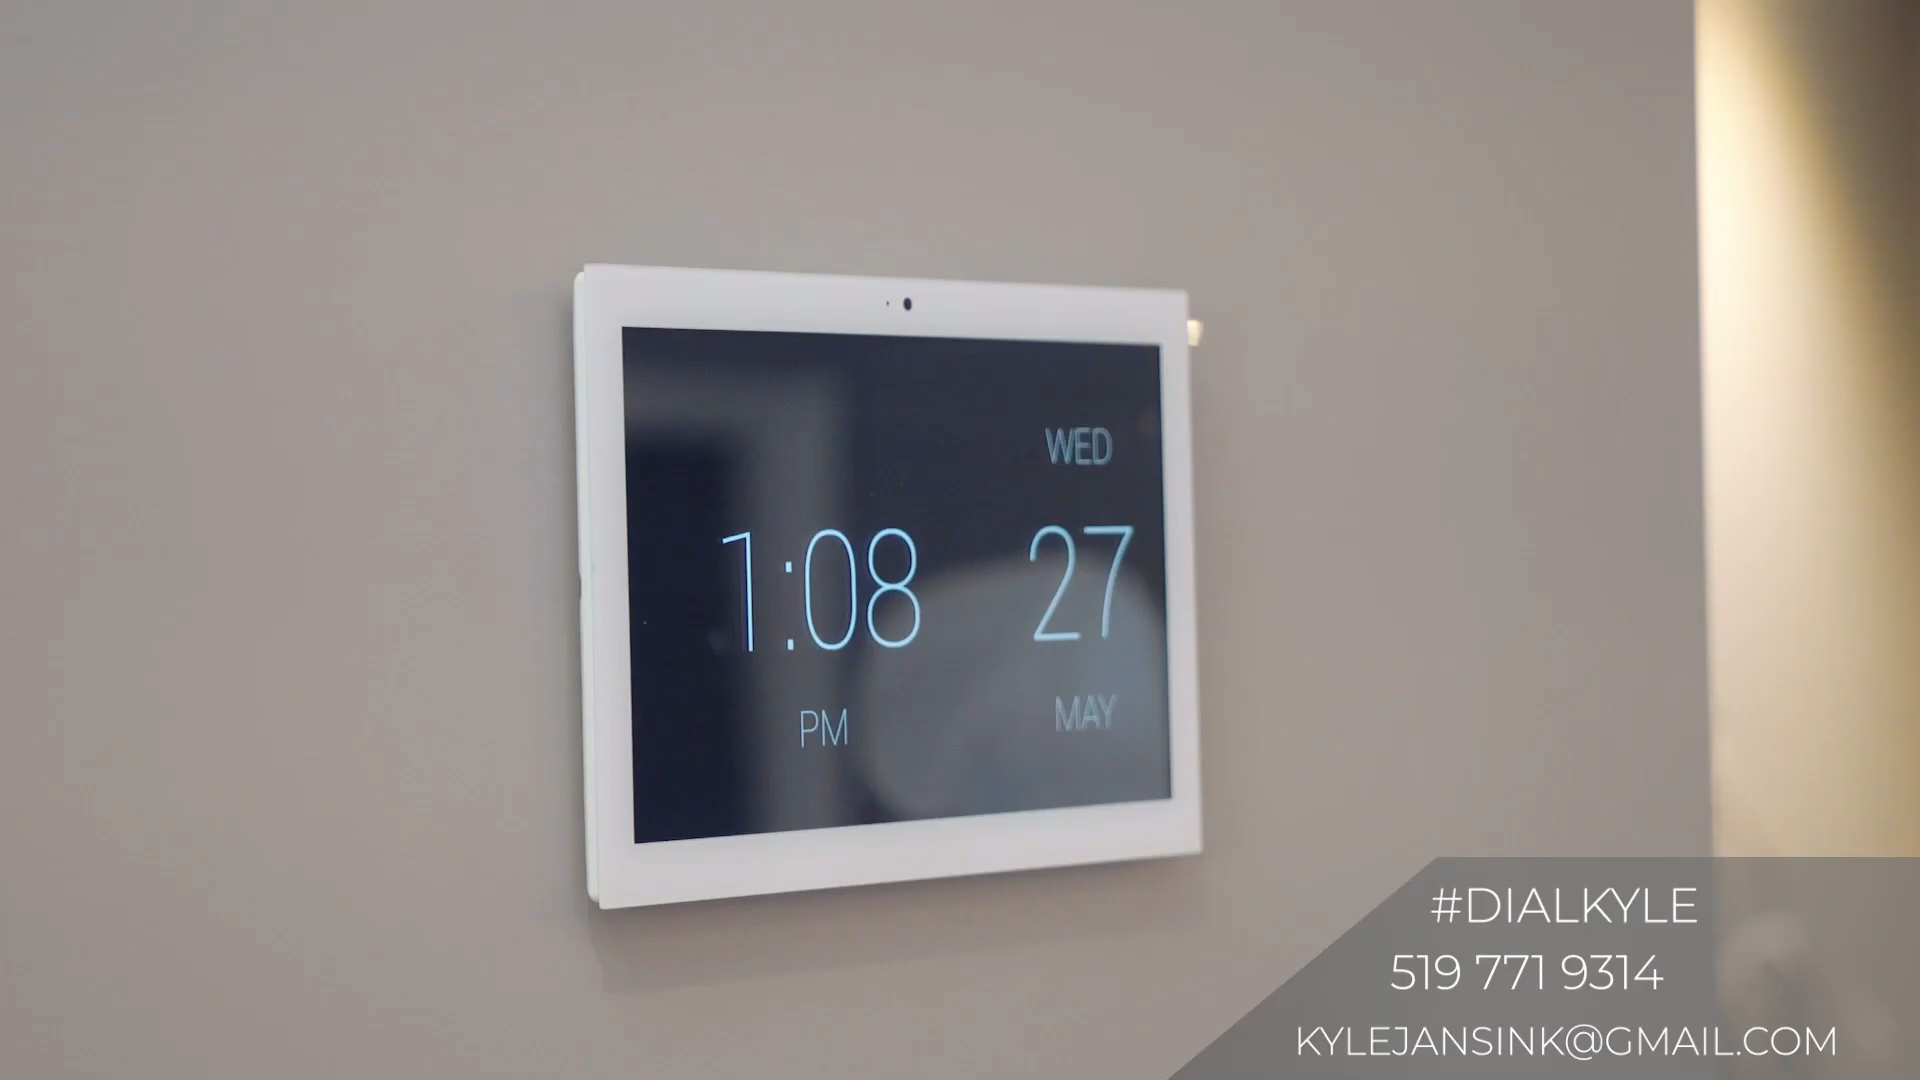 WED
1:08 27
PM MAY
#DIALKYLE
519 771 9314
KYLEJANSINK@GMAIL.COM